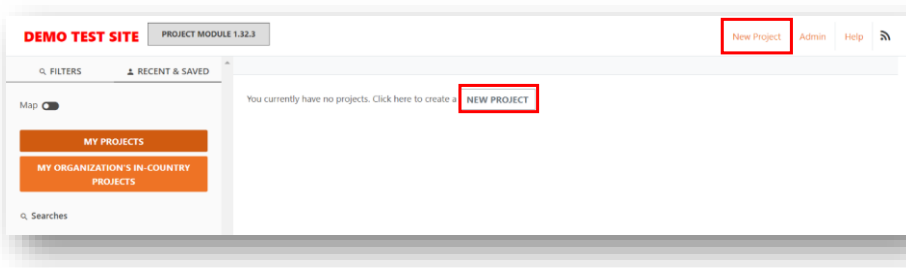 DEMO TEST SITE
PROJECT MODULE 1.32.3
New Project
Admin
Help
FILTERS
RECENT & SAVED
Map
You currently have no projects. Click here to create a NEW PROJECT
MY PROJECTS
MY ORGANIZATION'S IN-COUNTRY
PROJECTS
Searches